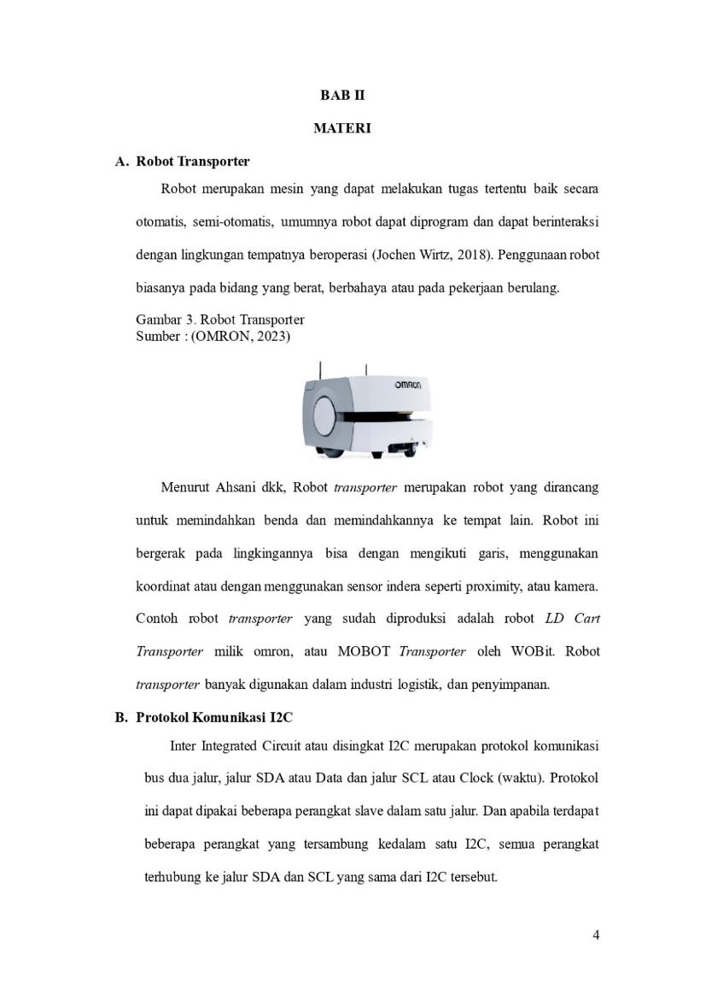 BAB II
MATERI
A. Robot Transporter
Robot merupakan mesin yang dapat melakukan tugas tertentu baik secara
otomatis, semi-otomatis, umumnya robot dapat diprogram dan dapat berinteraksi
dengan lingkungan tempatnya beroperasi (Jochen Wirtz, 2018). Penggunaan robot
biasanya pada bidang yang berat, berbahaya atau pada pekerjaan berulang.
Gambar 3. Robot Transporter
Sumber : (OMRON, 2023)
OMRON
Menurut Ahsani dkk, Robot transporter merupakan robot yang dirancang
untuk memindahkan benda dan memindahkannya ke tempat lain. Robot ini
bergerak pada lingkingannya bisa dengan mengikuti garis, menggunakan
koordinat atau dengan menggunakan sensor indera seperti proximity, atau kamera.
Contoh robot transporter yang sudah diproduksi adalah robot LD Cart
Transporter milik omron, atau MOBOT Transporter oleh WOBit. Robot
transporter banyak digunakan dalam industri logistik, dan penyimpanan.
B. Protokol Komunikasi I2C
Inter Integrated Circuit atau disingkat I2C merupakan protokol komunikasi
bus dua jalur, jalur SDA atau Data dan jalur SCL atau Clock (waktu). Protokol
ini dapat dipakai beberapa perangkat slave dalam satu jalur. Dan apabila terdapat
beberapa perangkat yang tersambung kedalam satu I2C, semua perangkat
terhubung ke jalur SDA dan SCL yang sama dari I2C tersebut.
4